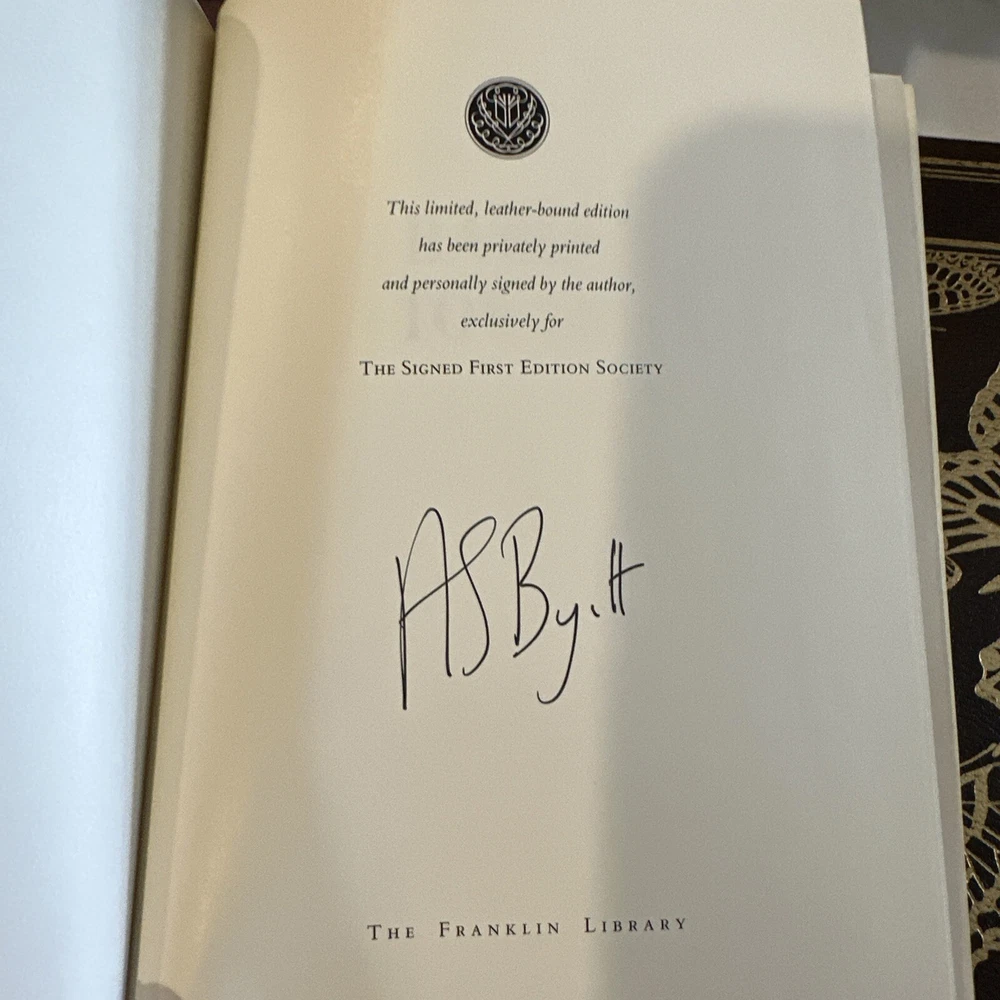 This limited, leather-bound edition
has been privately printed
and personally signed by the author,
exclusively for
THE SIGNED FIRST EDITION SOCIETY
AS Byatt
THE FRANKLIN LIBRARY